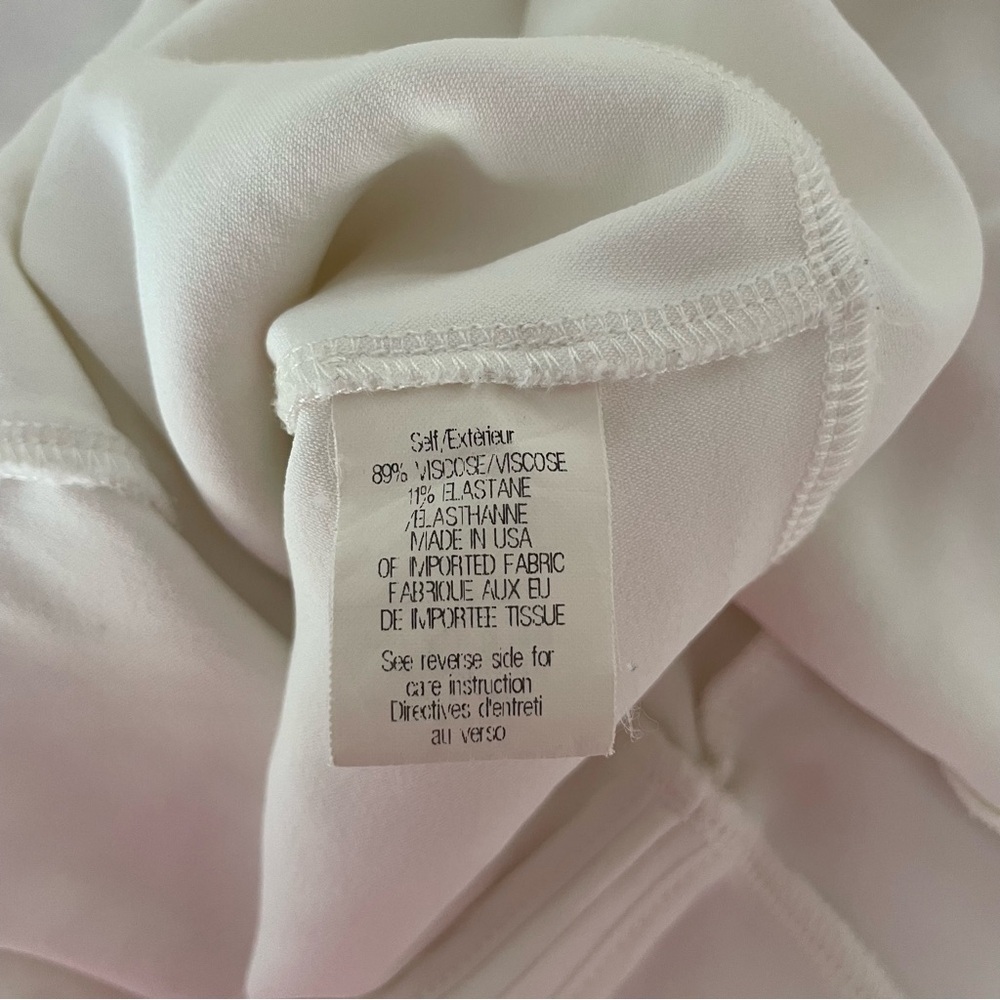 Self/Extèrieur
89% VISCOSE/VISCOSE
11% ELASTANE
/ÉLASTHANNE
MADE IN USA
OF IMPORTED FABRIC
FABRIQUE AUX EU
DE IMPORTEE TISSUE
See reverse side for
care instruction
Directives d'entreti
au verso